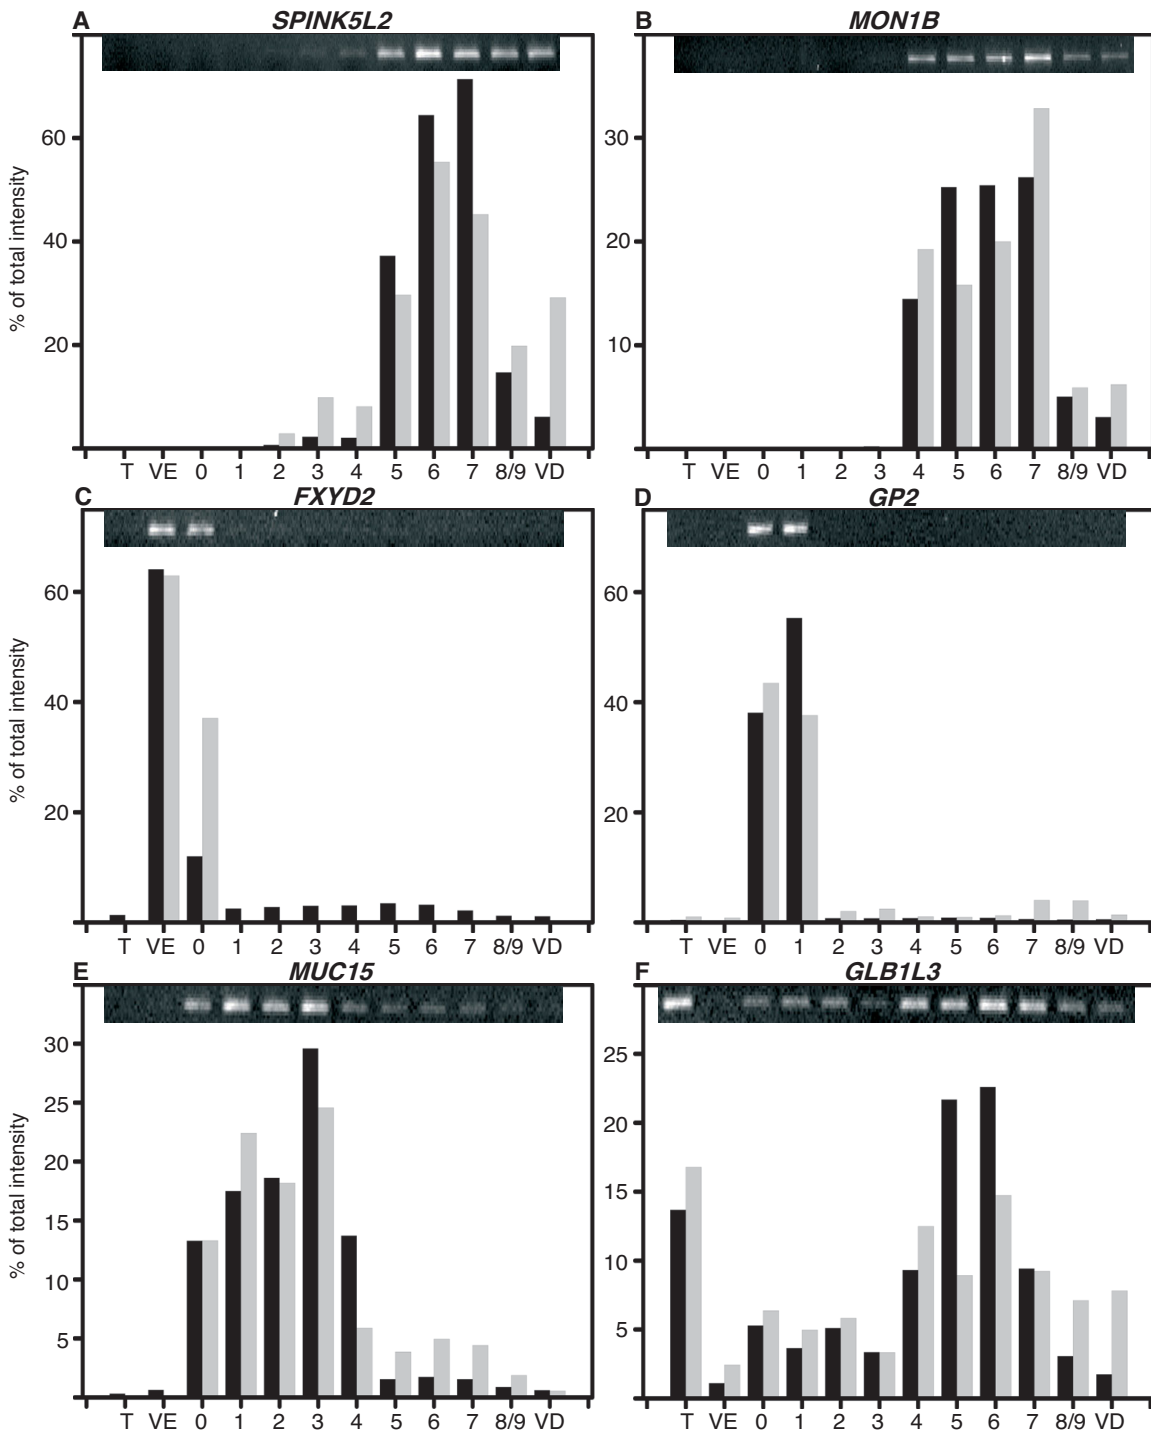 A SPINK5L2
B MON1B
% of total intensity
60
40
20
T VE 0 1 2 3 4 5 6 7 8/9 VD
30
20
10
T VE 0 1 2 3 4 5 6 7 8/9 VD
C FXYD2
D GP2
% of total intensity
60
40
20
T VE 0 1 2 3 4 5 6 7 8/9 VD
60
40
20
T VE 0 1 2 3 4 5 6 7 8/9 VD
E MUC15
F GLB1L3
% of total intensity
30
25
20
15
10
5
T VE 0 1 2 3 4 5 6 7 8/9 VD
25
20
15
10
5
T VE 0 1 2 3 4 5 6 7 8/9 VD